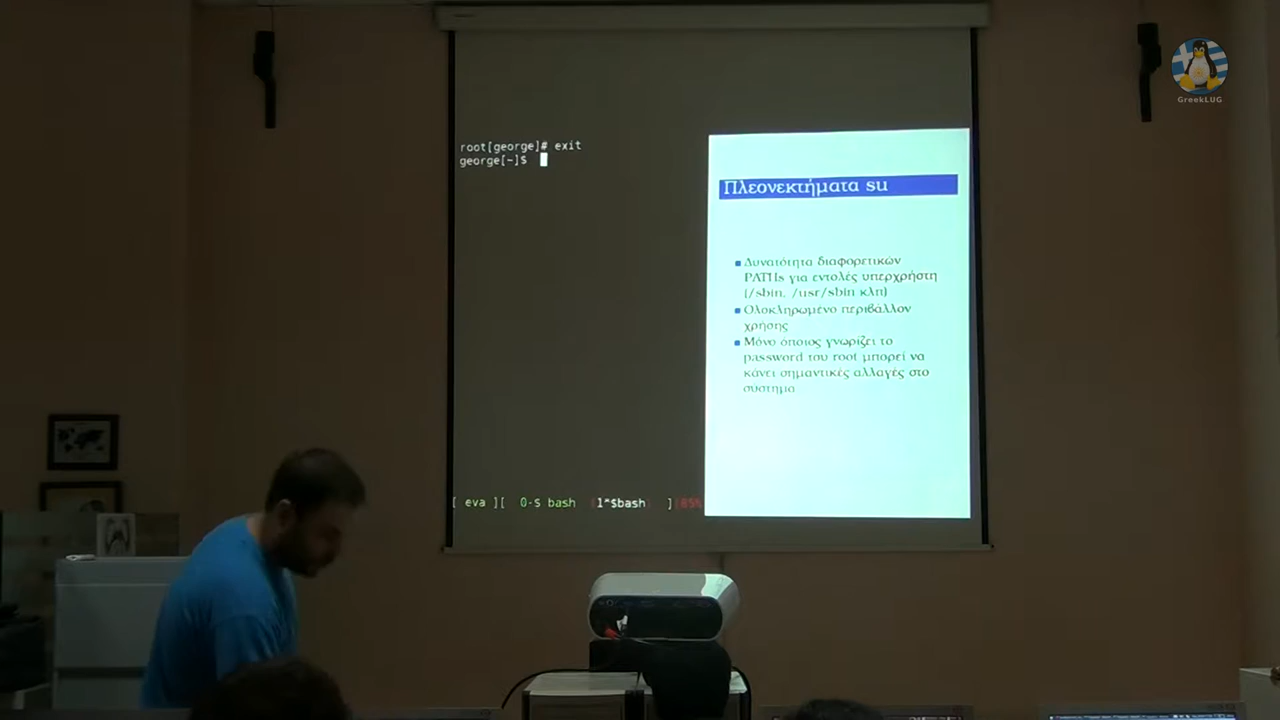 GreekLUG
root[george]# exit
george[~]$
Πλεονεκτήματα su
Δυνατότητα διαφορετικών
PATHs για εντολές υπερχρήστη
(/sbin, /usr/sbin κλπ)
Ολοκληρωμένο περιβάλλον
χρήσης
Μόνο όποιος γνωρίζει το
password του root μπορεί να
κάνει σημαντικές αλλαγές στο
σύστημα
[ eva ][ 0-$ bash (1*$bash) ][85%